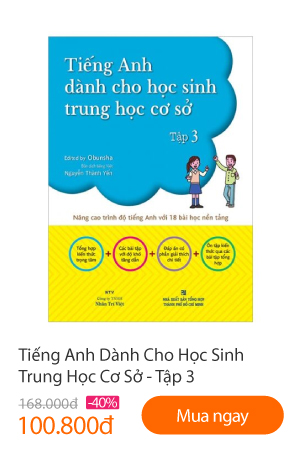 Tiếng Anh
dành cho học sinh
trung học cơ sở
Tập 3
Edited by Obunsha
Nguyễn Thành Yến
Nâng cao trình độ tiếng Anh với 18 bài học nền tảng
Tổng hợp
kiến thức
trọng tâm
+
Các bài tập
với độ khó
tăng dần
+
Đáp án có
phần giải thích
chi tiết
+
Ôn tập kiến
thức qua các
bài tập tổng
hợp
NTV
Công ty TNHH
Nhân Trí Việt
NHÀ XUẤT BẢN TỔNG HỢP
THÀNH PHỐ HỒ CHÍ MINH
Tiếng Anh Dành Cho Học Sinh
Trung Học Cơ Sở - Tập 3
168.000đ -40%
100.800đ
Mua ngay